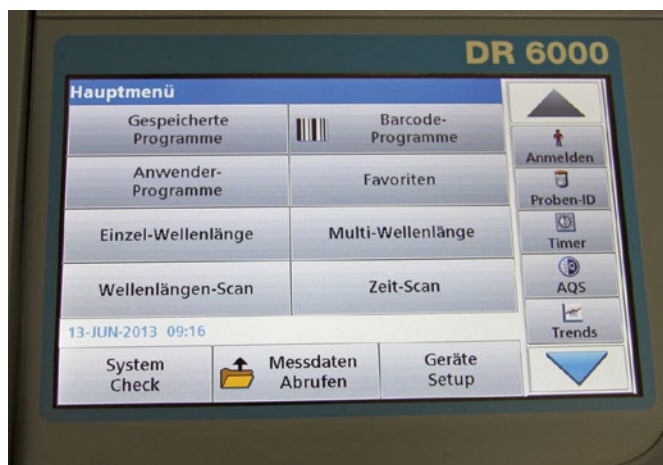 DR 6000
Hauptmenü
Gespeicherte
Programme
Barcode-
Programme
Anwender-
Programme
Favoriten
Einzel-Wellenlänge
Multi-Wellenlänge
Wellenlängen-Scan
Zeit-Scan
13-JUN-2013 09:16
System
Check
Messdaten
Abrufen
Geräte
Setup
Anmelden
Proben-ID
Timer
AQS
Trends